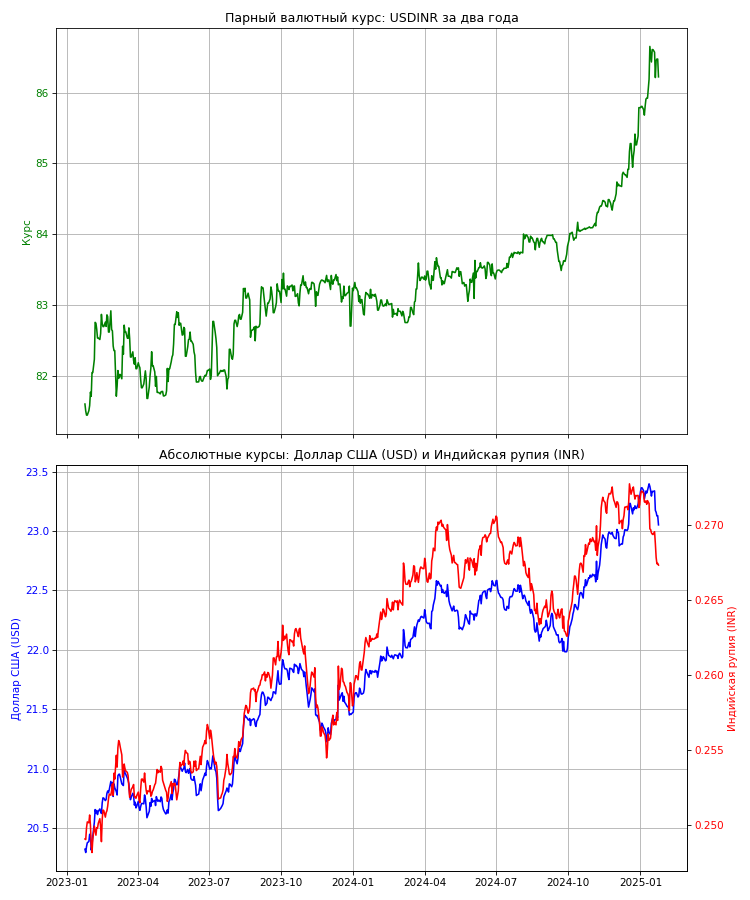 Парный валютный курс: USDINR за два года
86
85
84
83
82
Курс
Абсолютные курсы: Доллар США (USD) и Индийская рупия (INR)
23.5
23.0
22.5
22.0
21.5
21.0
20.5
Доллар США (USD)
0.270
0.265
0.260
0.255
0.250
Индийская рупия (INR)
2023-01 2023-04 2023-07 2023-10 2024-01 2024-04 2024-07 2024-10 2025-01